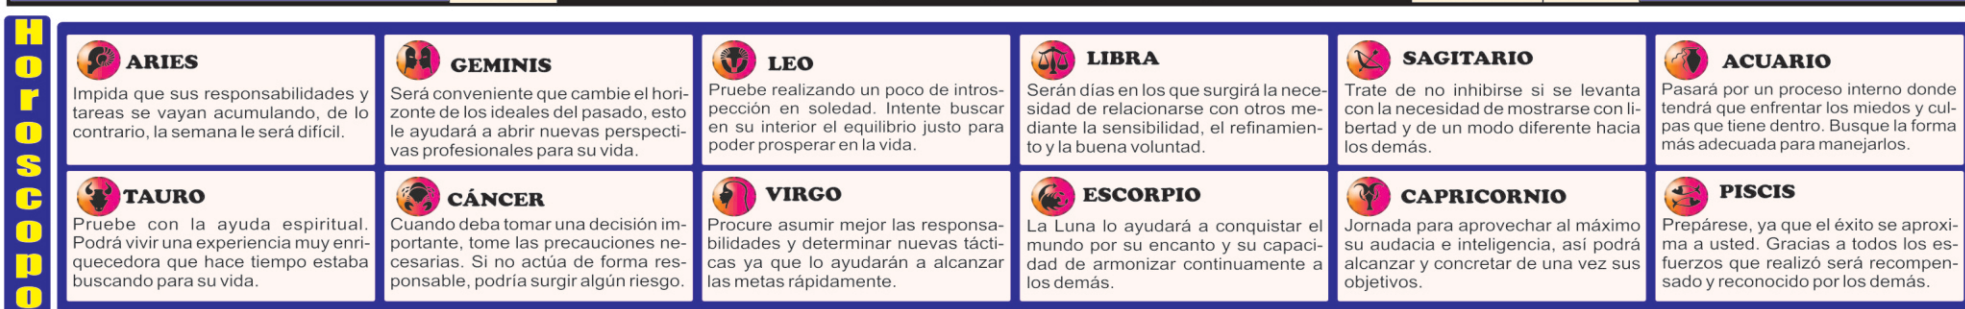 Horoscopo
ARIES
Impida que sus responsabilidades y
tareas se vayan acumulando, de lo
contrario, la semana le será difícil.
TAURO
Pruebe con la ayuda espiritual.
Podrá vivir una experiencia muy enri-
quecedora que hace tiempo estaba
buscando para su vida.
GEMINIS
Será conveniente que cambie el hori-
zonte de los ideales del pasado, esto
le ayudará a abrir nuevas perspecti-
vas profesionales para su vida.
CÁNCER
Cuando deba tomar una decisión im-
portante, tome las precauciones ne-
cesarias. Si no actúa de forma res-
ponsable, podría surgir algún riesgo.
LEO
Pruebe realizando un poco de intros-
pección en soledad. Intente buscar
en su interior el equilibrio justo para
poder prosperar en la vida.
VIRGO
Procure asumir mejor las responsa-
bilidades y determinar nuevas tácti-
cas ya que lo ayudarán a alcanzar
las metas rápidamente.
LIBRA
Serán días en los que surgirá la nece-
sidad de relacionarse con otros me-
diante la sensibilidad, el refinamien-
to y la buena voluntad.
ESCORPIO
La Luna lo ayudará a conquistar el
mundo por su encanto y su capaci-
dad de armonizar continuamente a
los demás.
SAGITARIO
Trate de no inhibirse si se levanta
con la necesidad de mostrarse con li-
bertad y de un modo diferente hacia
los demás.
CAPRICORNIO
Jornada para aprovechar al máximo
su audacia e inteligencia, así podrá
alcanzar y concretar de una vez sus
objetivos.
ACUARIO
Pasará por un proceso interno donde
tendrá que enfrentar los miedos y cul-
pas que tiene dentro. Busque la forma
más adecuada para manejarlos.
PISCIS
Prepárese, ya que el éxito se aproxi-
ma a usted. Gracias a todos los es-
fuerzos que realizó será recompen-
sado y reconocido por los demás.